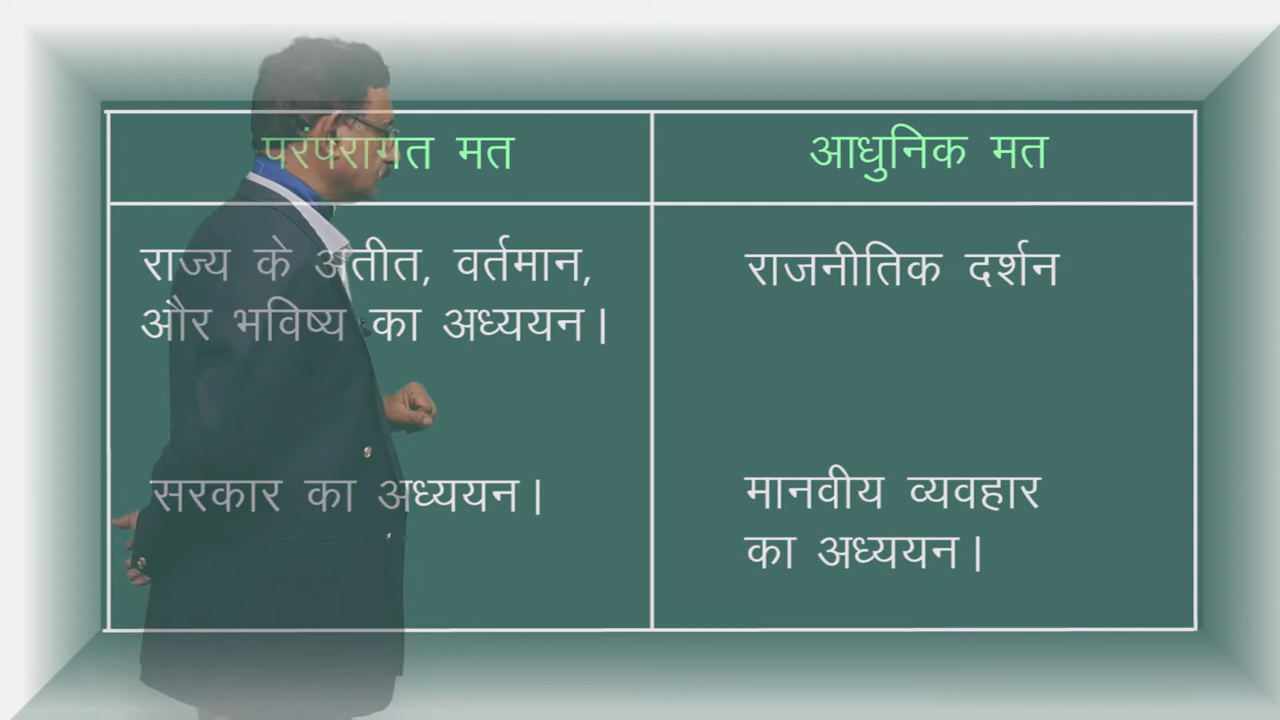 परंपरागत मत
आधुनिक मत
राज्य के अतीत, वर्तमान,
और भविष्य का अध्ययन।
राजनीतिक दर्शन
सरकार का अध्ययन।
मानवीय व्यवहार
का अध्ययन।